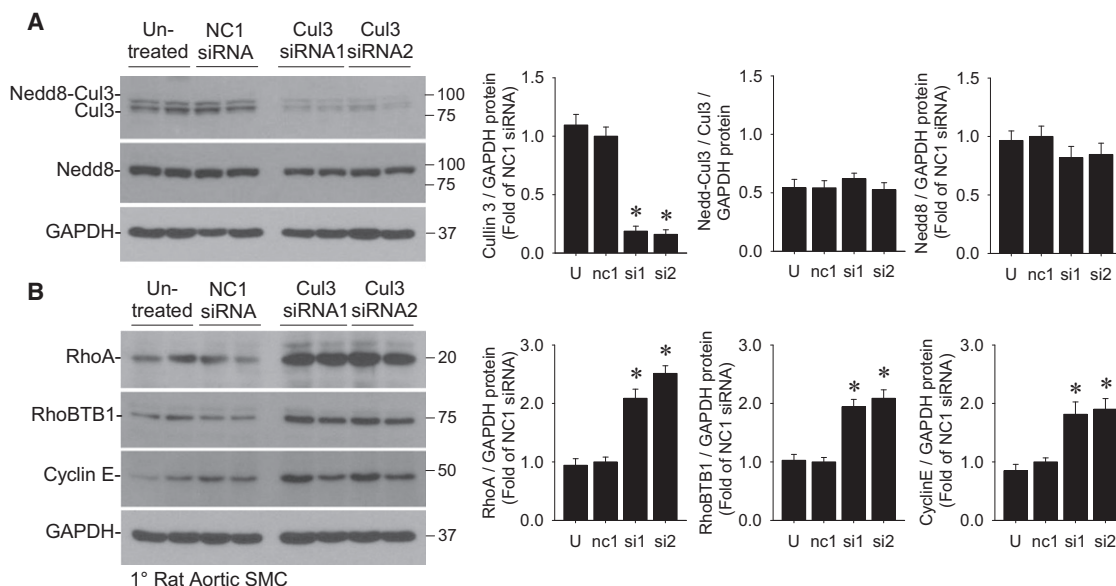 A
Un-
treated
NC1
siRNA
Cul3
siRNA1
Cul3
siRNA2
Nedd8-Cul3
Cul3
100
75
Nedd8
100
75
GAPDH
37
Cullin 3 / GAPDH protein
(Fold of NC1 siRNA)
1.5
1.0
0.5
0.0
* *
U nc1 si1 si2
Nedd-Cul3 / Cul3 /
GAPDH protein
1.5
1.0
0.5
0.0
U nc1 si1 si2
Nedd8 / GAPDH protein
(Fold of NC1 siRNA)
1.5
1.0
0.5
0.0
U nc1 si1 si2
B
Un-
treated
NC1
siRNA
Cul3
siRNA1
Cul3
siRNA2
RhoA
20
RhoBTB1
75
Cyclin E
50
GAPDH
37
1° Rat Aortic SMC
RhoA / GAPDH protein
(Fold of NC1 siRNA)
3.0
2.0
1.0
0.0
* *
U nc1 si1 si2
RhoBTB1 / GAPDH protein
(Fold of NC1 siRNA)
3.0
2.0
1.0
0.0
* *
U nc1 si1 si2
CyclinE / GAPDH protein
(Fold of NC1 siRNA)
3.0
2.0
1.0
0.0
* *
U nc1 si1 si2